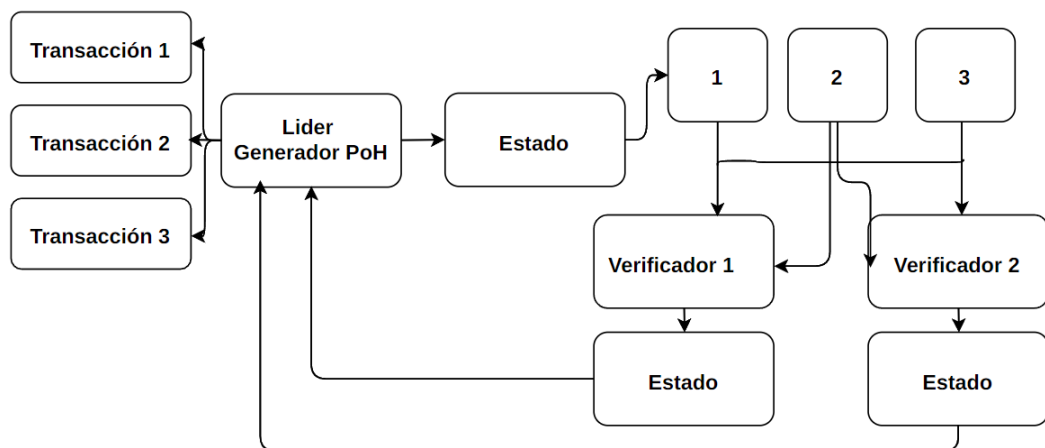 Transacción 1
Transacción 2
Transacción 3
Lider
Generador PoH
Estado
1
2
3
Verificador 1
Verificador 2
Estado
Estado